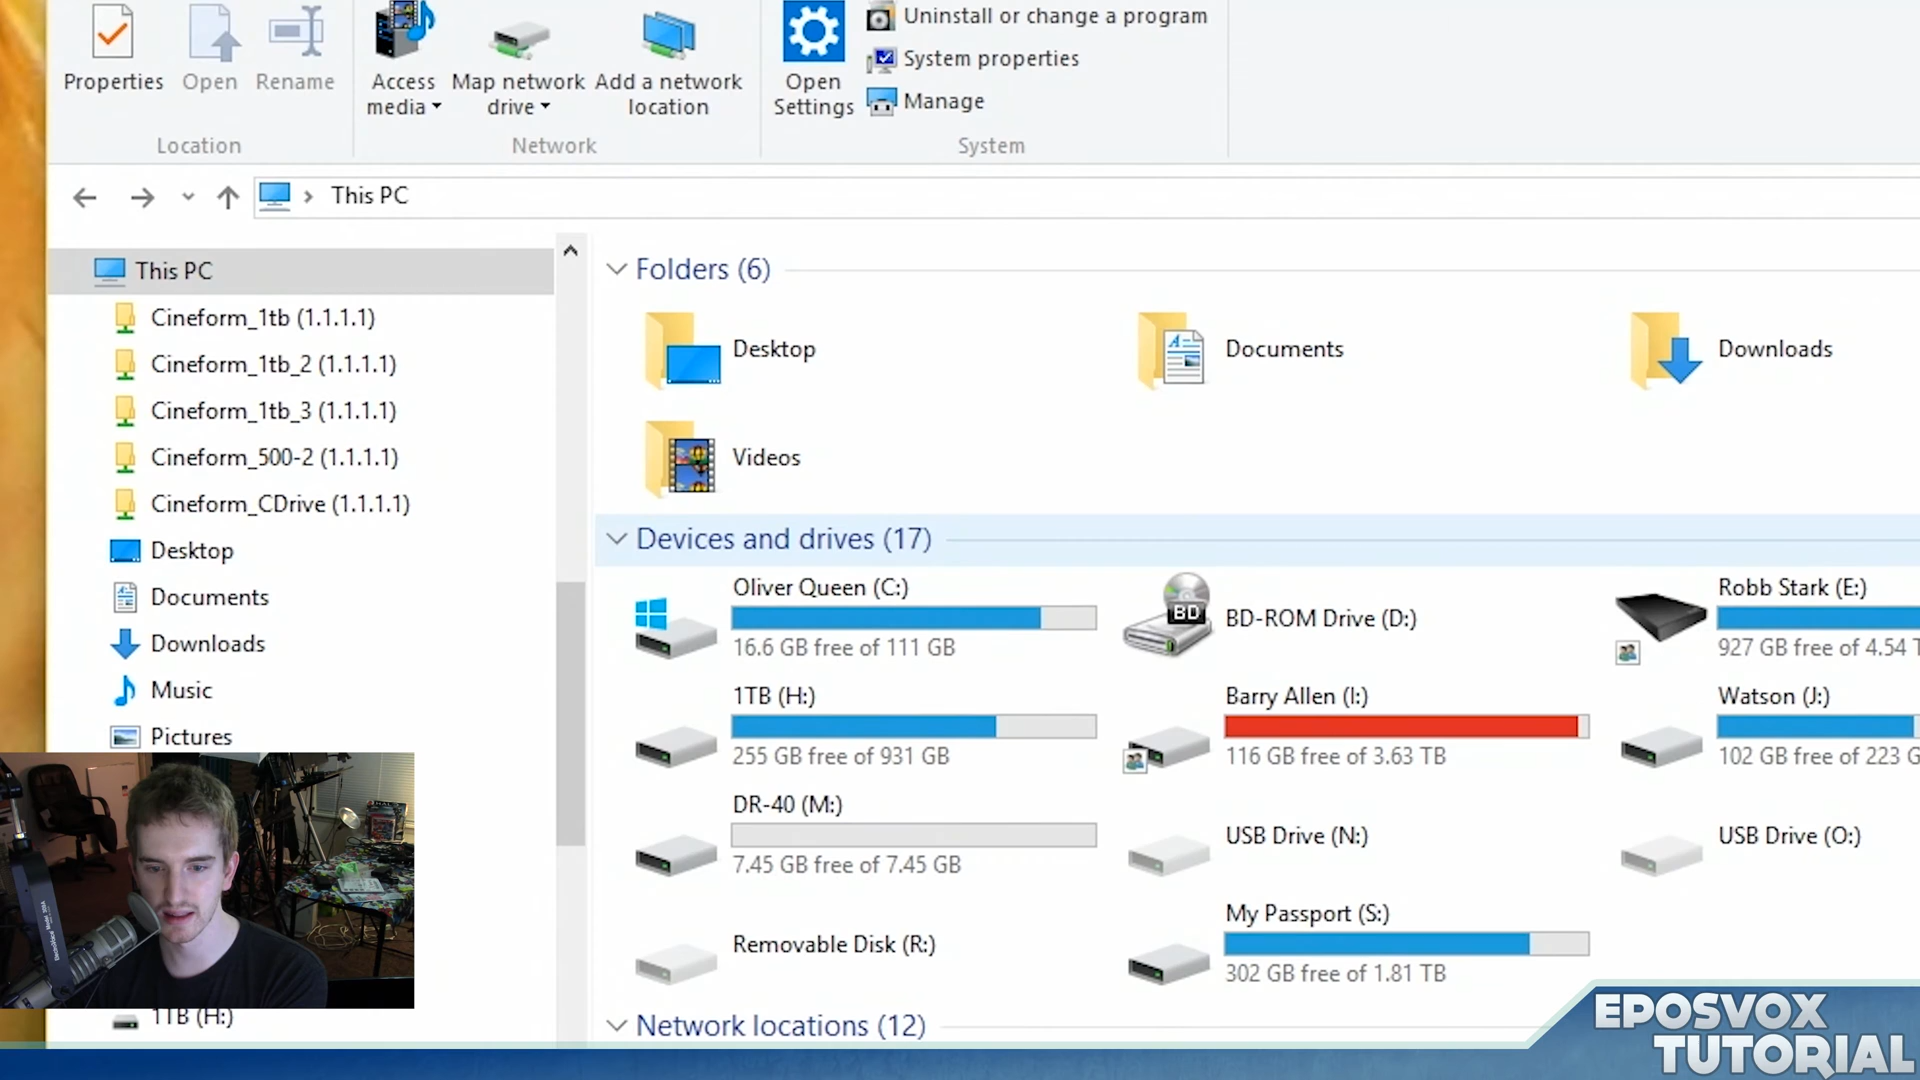 Properties
Open
Rename
Access
media
Map network
drive
Add a network
location
Open
Settings
Uninstall or change a program
System properties
Manage
Location
Network
System
This PC
This PC
Cineform_1tb (1.1.1.1)
Cineform_1tb_2 (1.1.1.1)
Cineform_1tb_3 (1.1.1.1)
Cineform_500-2 (1.1.1.1)
Cineform_CDrive (1.1.1.1)
Desktop
Documents
Downloads
Music
Pictures
1TB (H:)
Folders (6)
Desktop
Documents
Downloads
Videos
Devices and drives (17)
Oliver Queen (C:)
16.6 GB free of 111 GB
BD
BD-ROM Drive (D:)
Robb Stark (E:)
927 GB free of 4.54 T
1TB (H:)
255 GB free of 931 GB
Barry Allen (I:)
116 GB free of 3.63 TB
Watson (J:)
102 GB free of 223 G
DR-40 (M:)
7.45 GB free of 7.45 GB
USB Drive (N:)
USB Drive (O:)
Removable Disk (R:)
My Passport (S:)
302 GB free of 1.81 TB
Network locations (12)
EPOSVOX
TUTORIAL